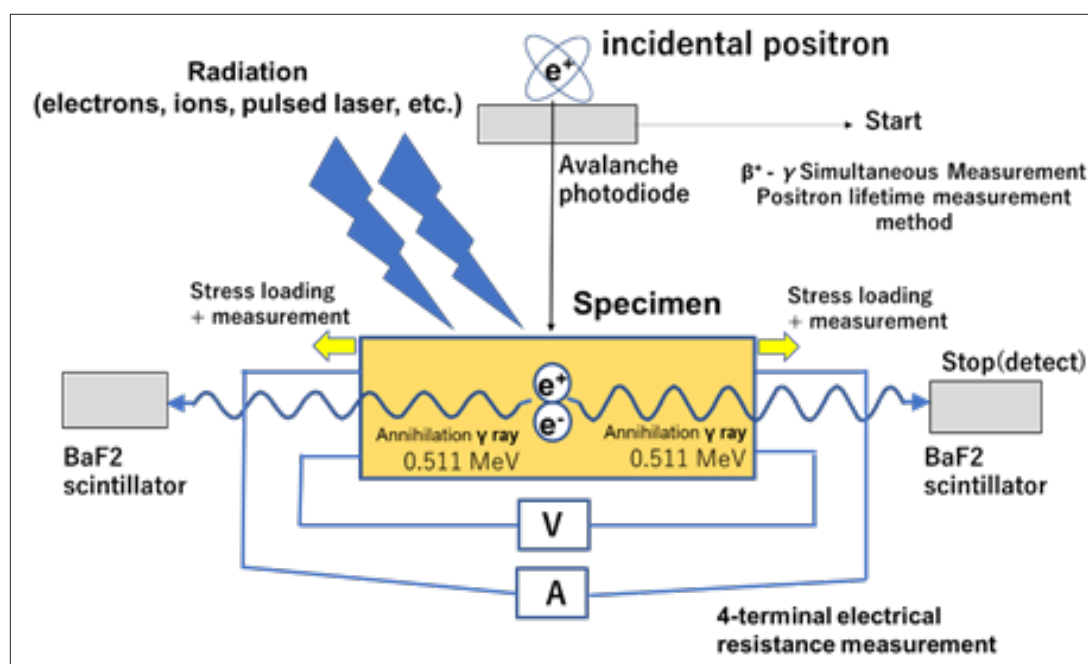 incidental positron
e+
Radiation
(electrons, ions, pulsed laser, etc.)
Start
Avalanche
photodiode
β+ - γ Simultaneous Measurement
Positron lifetime measurement
method
Stress loading
+ measurement
Specimen
Stress loading
+ measurement
Stop(detect)
e+
e-
Annihilation γ ray
0.511 MeV
Annihilation γ ray
0.511 MeV
BaF2
scintillator
BaF2
scintillator
V
A
4-terminal electrical
resistance measurement